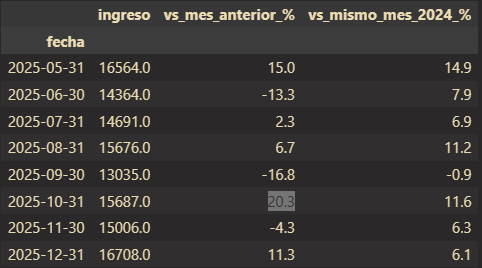 ingreso vs_mes_anterior_% vs_mismo_mes_2024_%
fecha
2025-05-31 16564.0 15.0 14.9
2025-06-30 14364.0 -13.3 7.9
2025-07-31 14691.0 2.3 6.9
2025-08-31 15676.0 6.7 11.2
2025-09-30 13035.0 -16.8 -0.9
2025-10-31 15687.0 20.3 11.6
2025-11-30 15006.0 -4.3 6.3
2025-12-31 16708.0 11.3 6.1